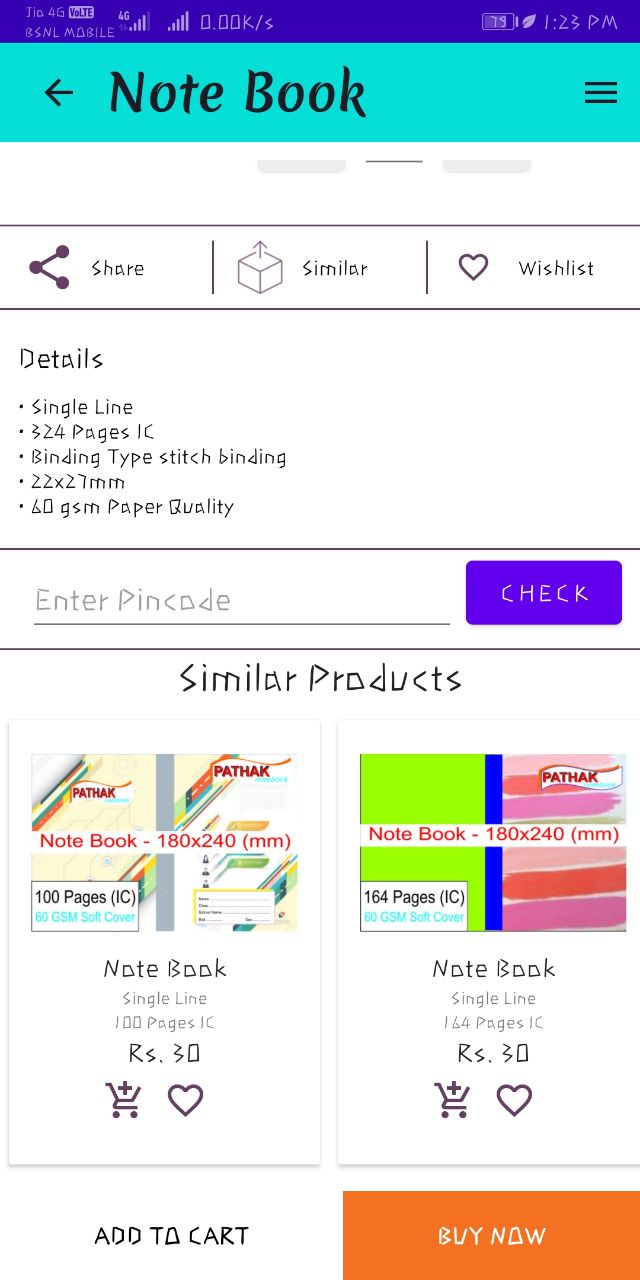 Jio 4G VoLTE
BSNL MOBILE
4G
0.00K/s
79
1:23 PM
Note Book
Share
Similar
Wishlist
Details
• Single Line
• 324 Pages IC
• Binding Type stitch binding
• 22x27mm
• 60 gsm Paper Quality
Enter Pincode
CHECK
Similar Products
PATHAK
notebook
PATHAK
notebook
Note Book - 180x240 (mm)
100 Pages (IC)
60 GSM Soft Cover
Name
Class
School Name
Note Book
Single Line
100 Pages IC
Rs. 30
PATHAK
notebook
Note Book - 180x240 (mm)
164 Pages (IC)
60 GSM Soft Cover
Note Book
Single Line
164 Pages IC
Rs. 30
ADD TO CART
BUY NOW